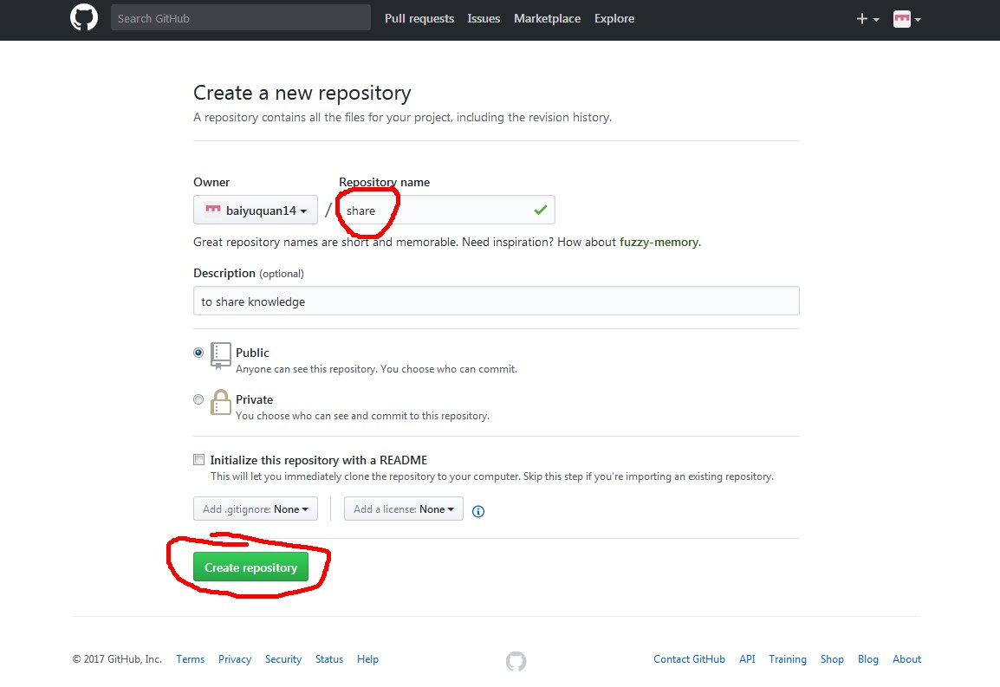 Search GitHub Pull requests Issues Marketplace Explore
Create a new repository
A repository contains all the files for your project, including the revision history.
Owner Repository name
baiyuquan14 / share
Great repository names are short and memorable. Need inspiration? How about fuzzy-memory.
Description (optional)
to share knowledge
Public
Anyone can see this repository. You choose who can commit.
Private
You choose who can see and commit to this repository.
Initialize this repository with a README
This will let you immediately clone the repository to your computer. Skip this step if you're importing an existing repository.
Add .gitignore: None Add a license: None
Create repository
© 2017 GitHub, Inc. Terms Privacy Security Status Help Contact GitHub API Training Shop Blog About